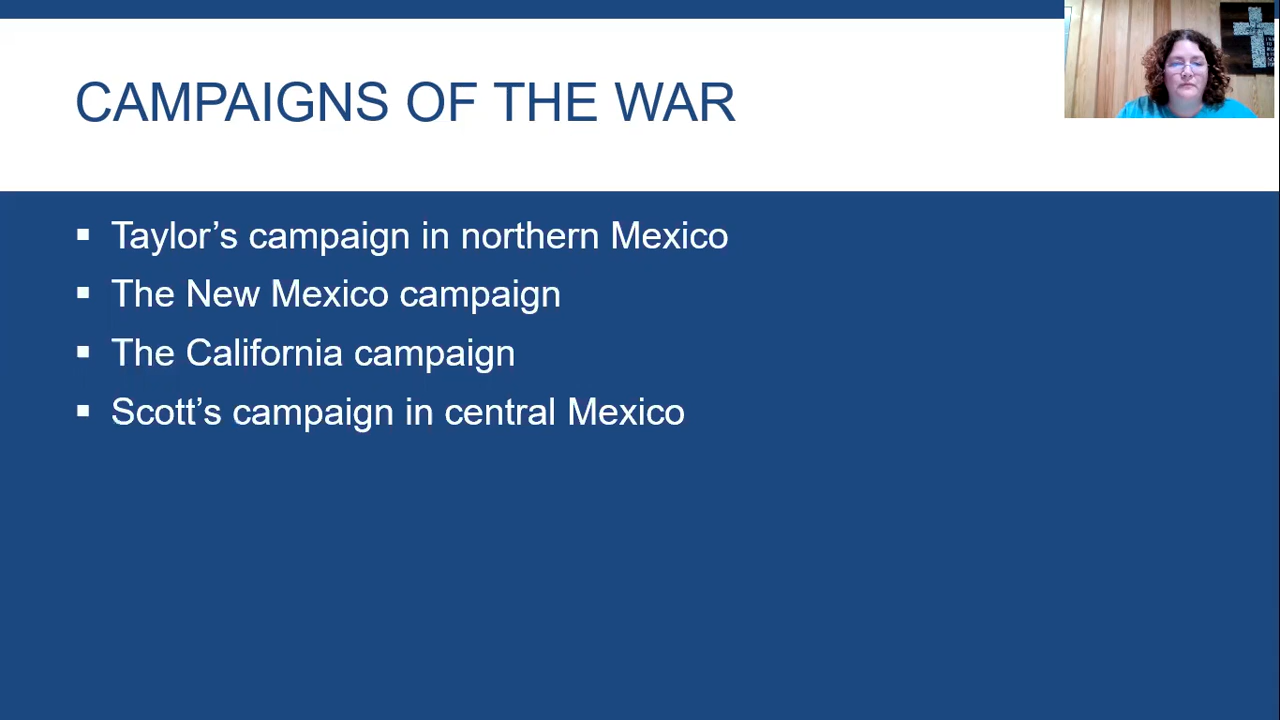 CAMPAIGNS OF THE WAR
▪ Taylor’s campaign in northern Mexico
▪ The New Mexico campaign
▪ The California campaign
▪ Scott’s campaign in central Mexico